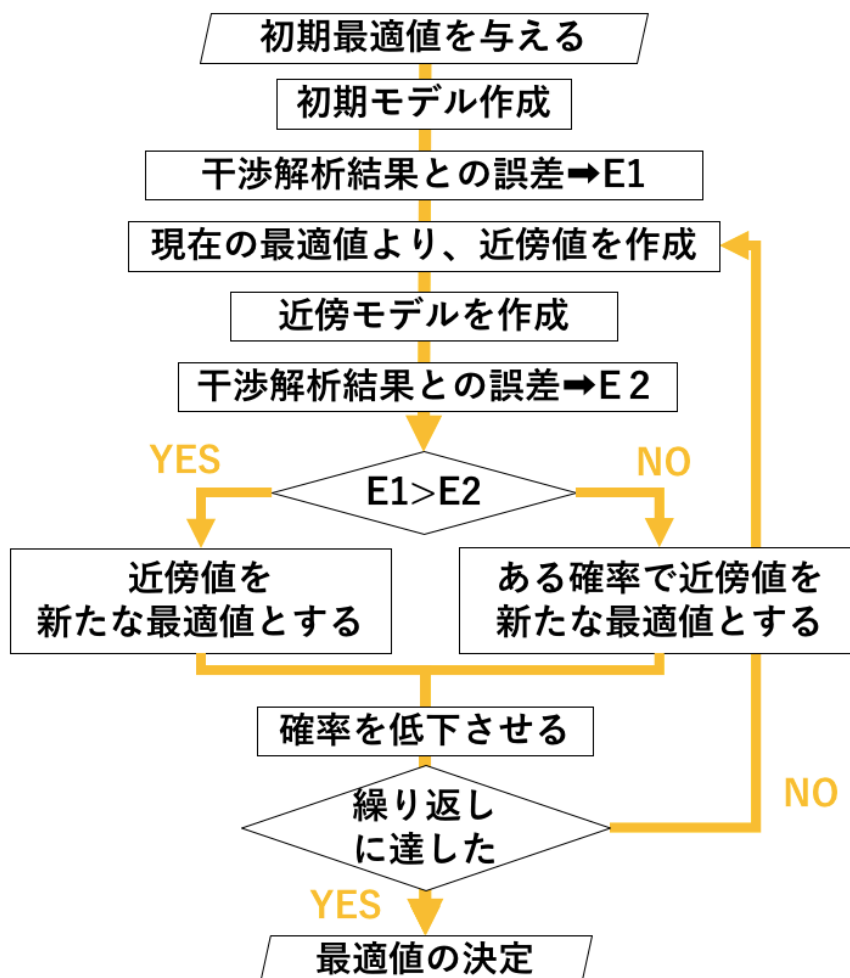 初期最適値を与える
初期モデル作成
干渉解析結果との誤差➡E1
現在の最適値より、近傍値を作成
近傍モデルを作成
干渉解析結果との誤差➡E２
YES
NO
E1>E2
近傍値を
新たな最適値とする
ある確率で近傍値を
新たな最適値とする
確率を低下させる
繰り返し
に達した
NO
YES
最適値の決定